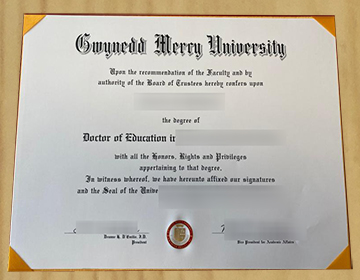 Gwynedd Mercy University
Upon the recommendation of the Faculty and by
authority of the Board of Trustees hereby confers upon
the degree of
Doctor of Education in
with all the Honors, Rights and Privileges
appertaining to that degree.
In witness whereof, we have hereunto affixed our signatures
and the Seal of the Unive
President
Vice President for Academic Affairs